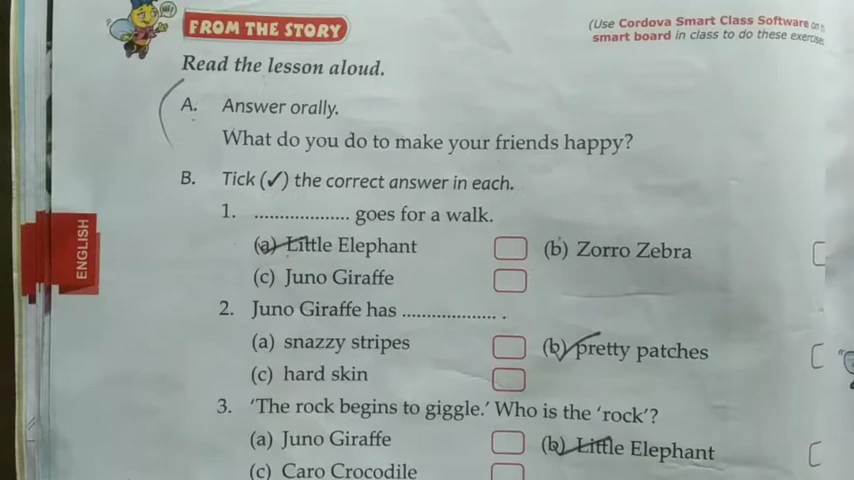 FROM THE STORY
(Use Cordova Smart Class Software on
smart board in class to do these
Read the lesson aloud.
A. Answer orally.
What do you do to make your friends happy?
B. Tick (✓) the correct answer in each.
1. ................... goes for a walk.
(a) Little Elephant (b) Zorro Zebra
(c) Juno Giraffe
2. Juno Giraffe has ................... .
(a) snazzy stripes (b) pretty patches
(c) hard skin
3. ‘The rock begins to giggle.’ Who is the ‘rock’?
(a) Juno Giraffe (b) Little Elephant
(c) Caro Crocodile
ENGLISH